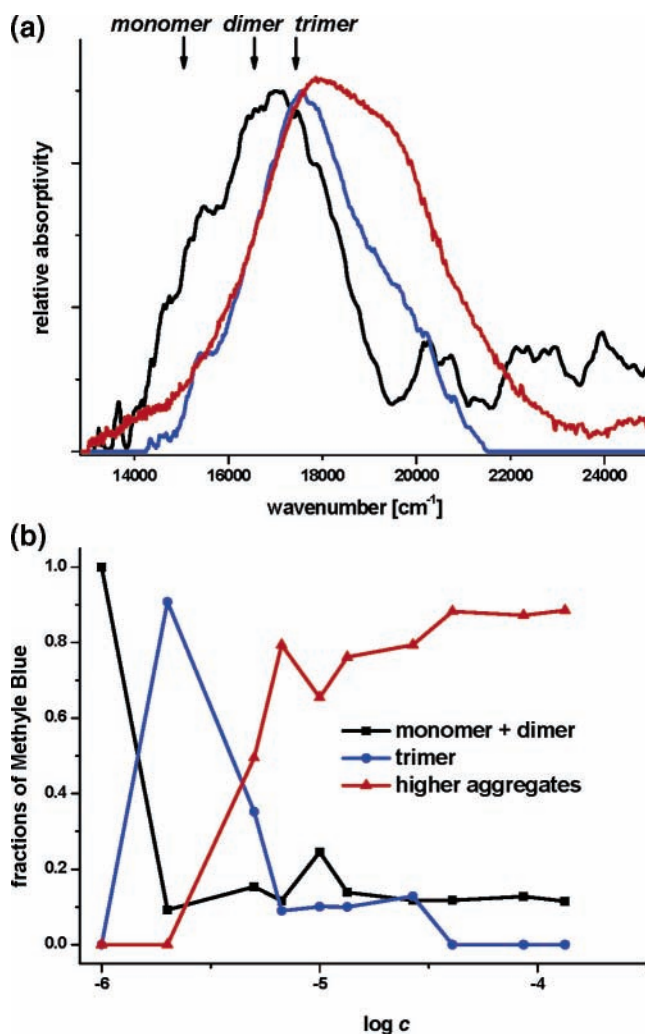 (a)
monomer dimer trimer
relative absorptivity
14000 16000 18000 20000 22000 24000
wavenumber [cm-1]
(b)
fractions of Methyle Blue
1.0
0.8
0.6
0.4
0.2
0.0
monomer + dimer
trimer
higher aggregates
-6 -5 -4
log c